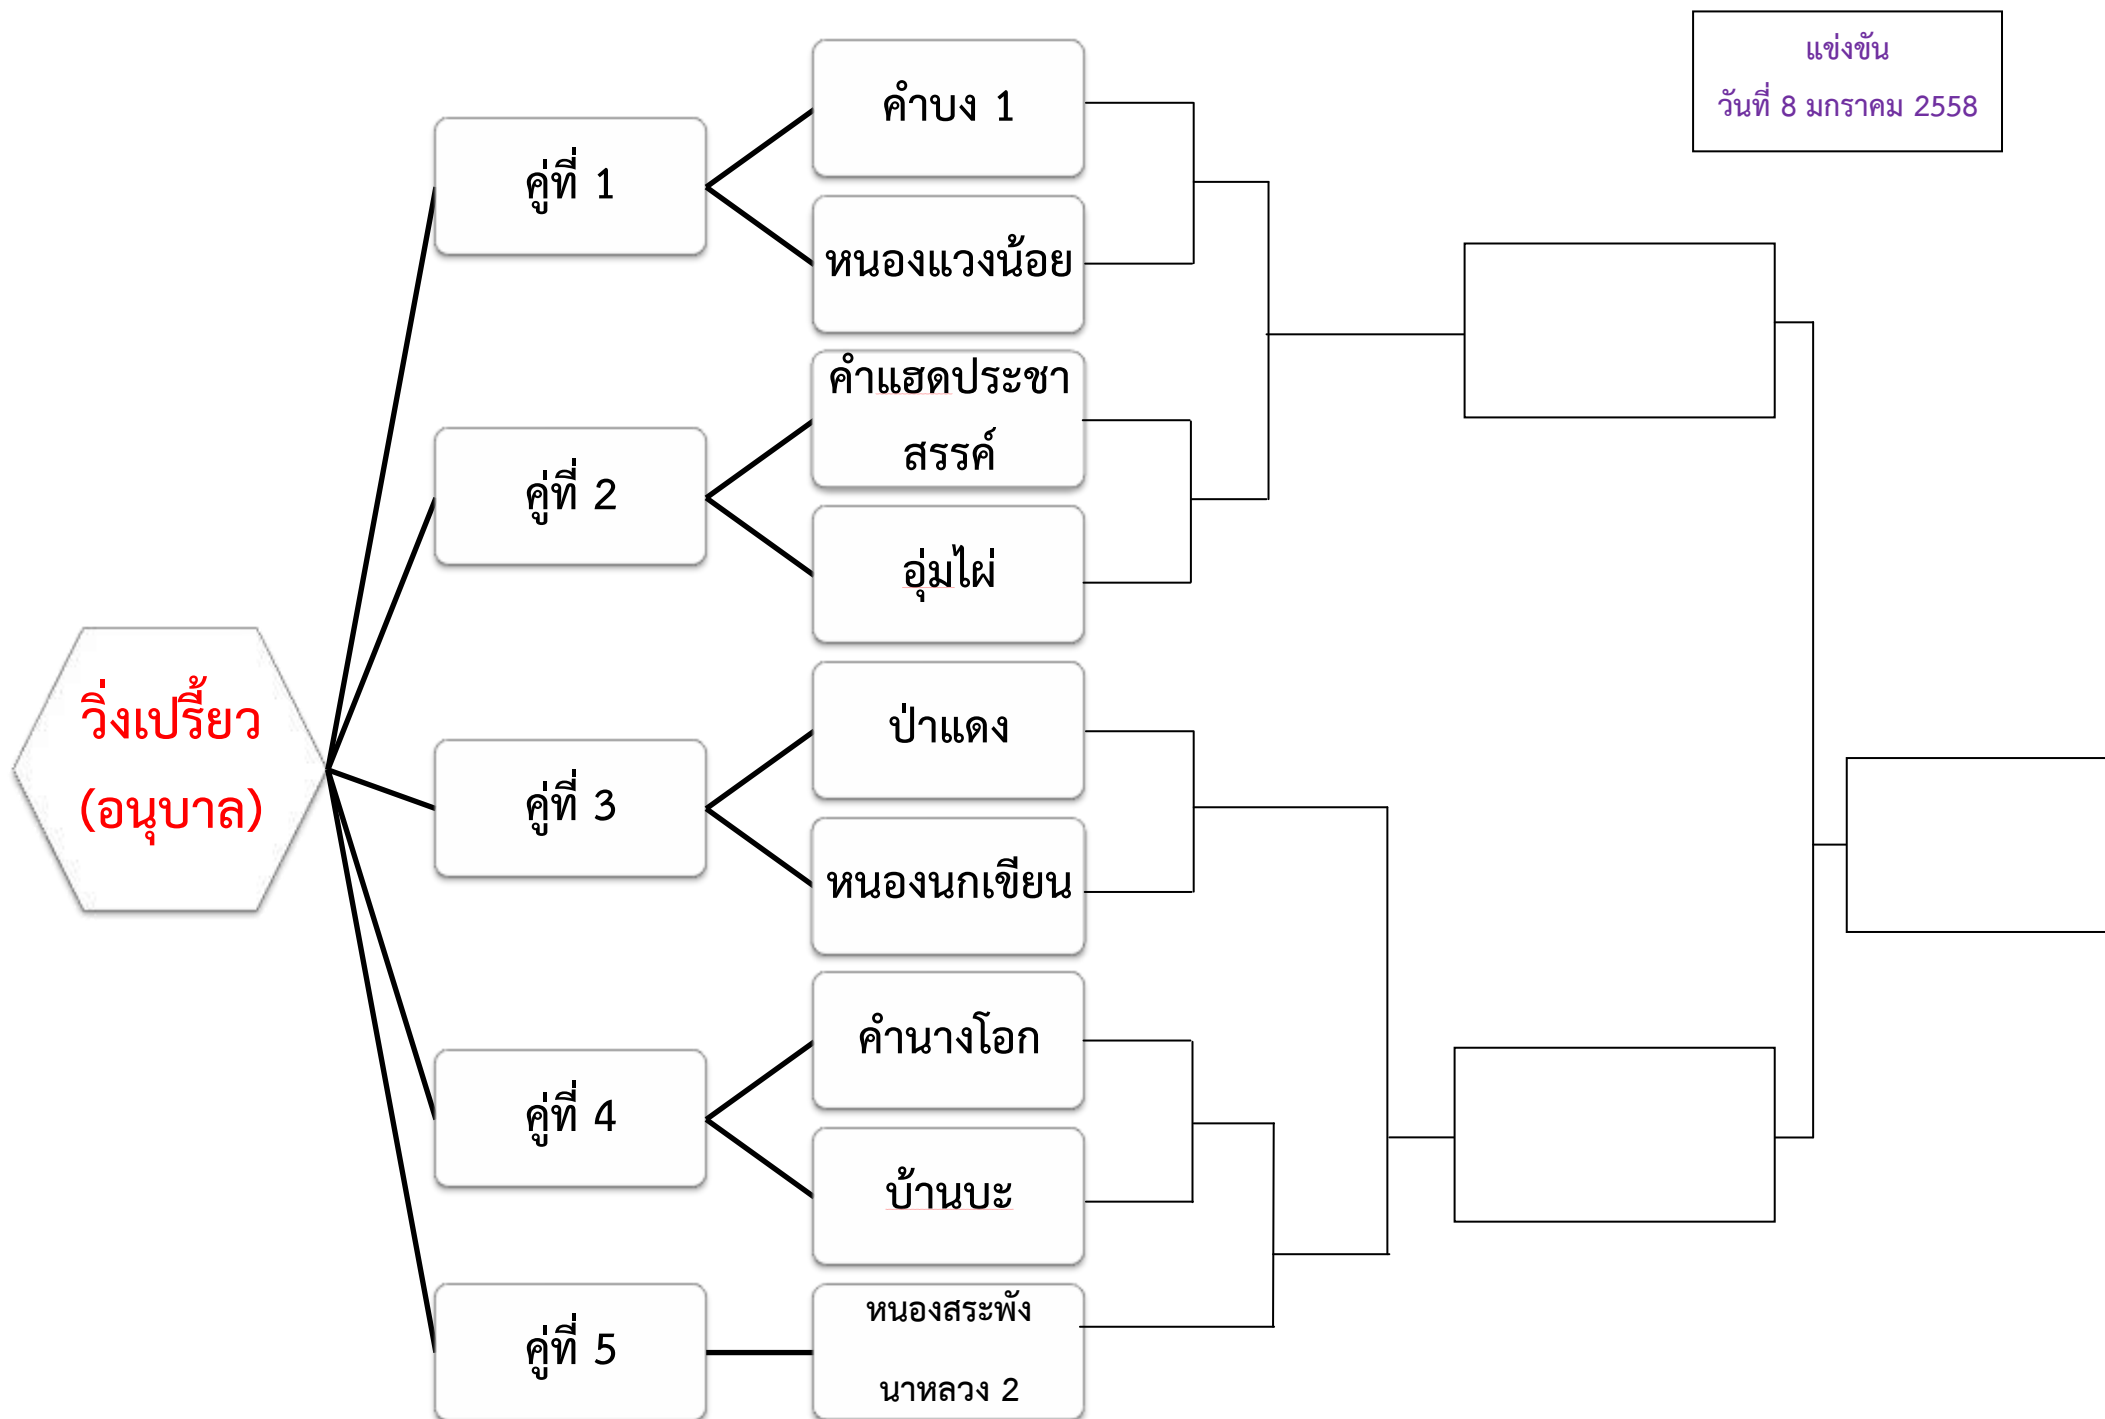 แข่งขัน
วันที่ 8 มกราคม 2558
วิ่งเปรี้ยว
(อนุบาล)
คู่ที่ 1
คำบง 1
หนองแวงน้อย
คู่ที่ 2
คำแฮดประชา
สรรค์
อุ่มไผ่
คู่ที่ 3
ป่าแดง
หนองนกเขียน
คู่ที่ 4
คำนางโอก
บ้านบะ
คู่ที่ 5
หนองสระพัง
นาหลวง 2